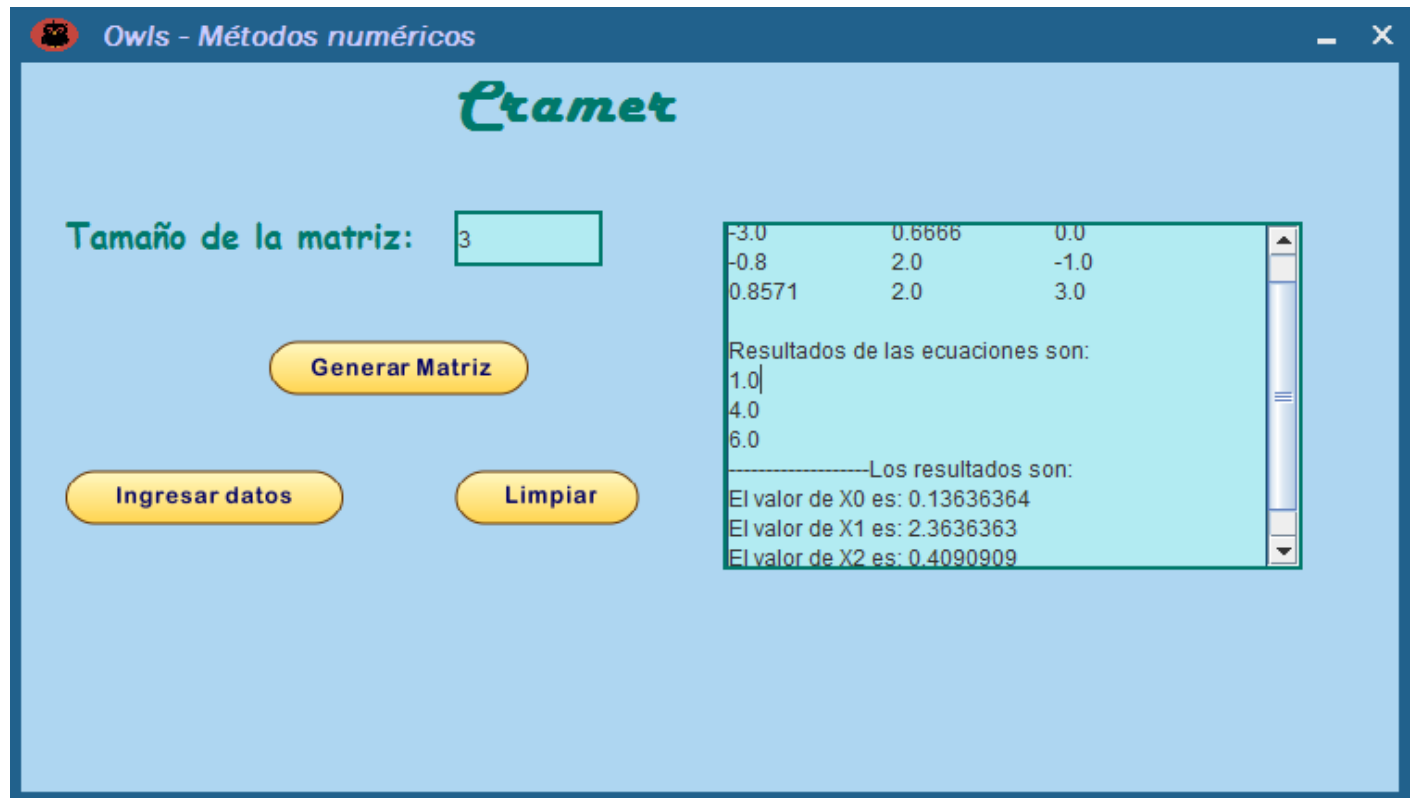 Owls - Métodos numéricos
Cramer
Tamaño de la matriz: 3
Generar Matriz
Ingresar datos Limpiar
-3.0 0.6666 0.0
-0.8 2.0 -1.0
0.8571 2.0 3.0
Resultados de las ecuaciones son:
1.0
4.0
6.0
-------------------Los resultados son:
El valor de X0 es: 0.13636364
El valor de X1 es: 2.3636363
El valor de X2 es: 0.4090909